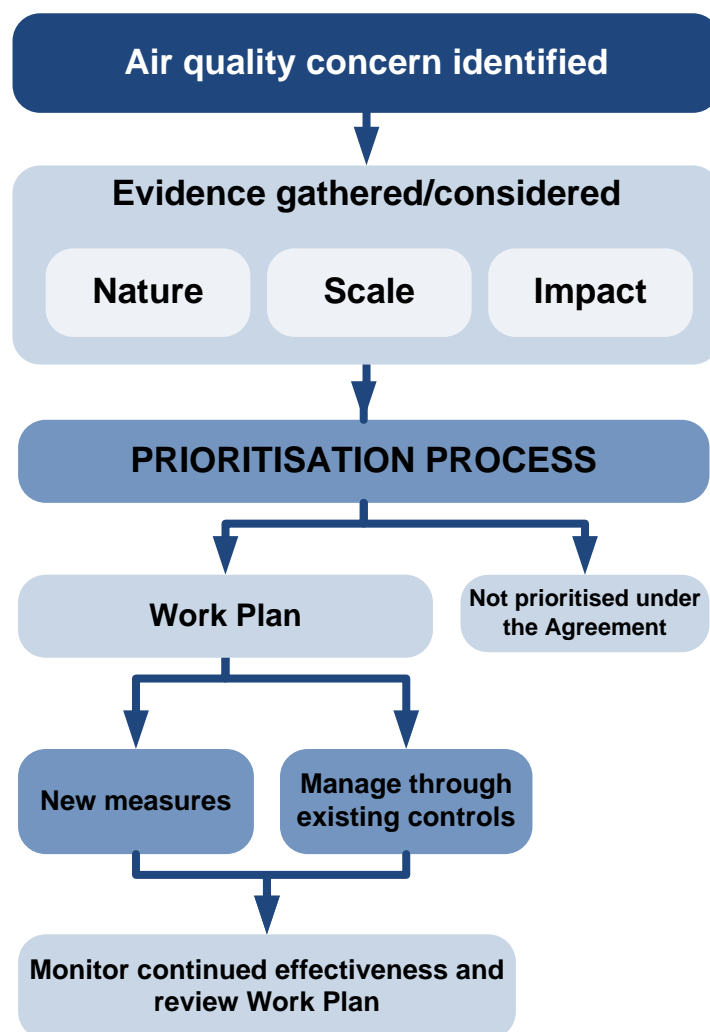 Air quality concern identified
Evidence gathered/considered
Nature
Scale
Impact
PRIORITISATION PROCESS
Work Plan
Not prioritised under
the Agreement
New measures
Manage through
existing controls
Monitor continued effectiveness and
review Work Plan